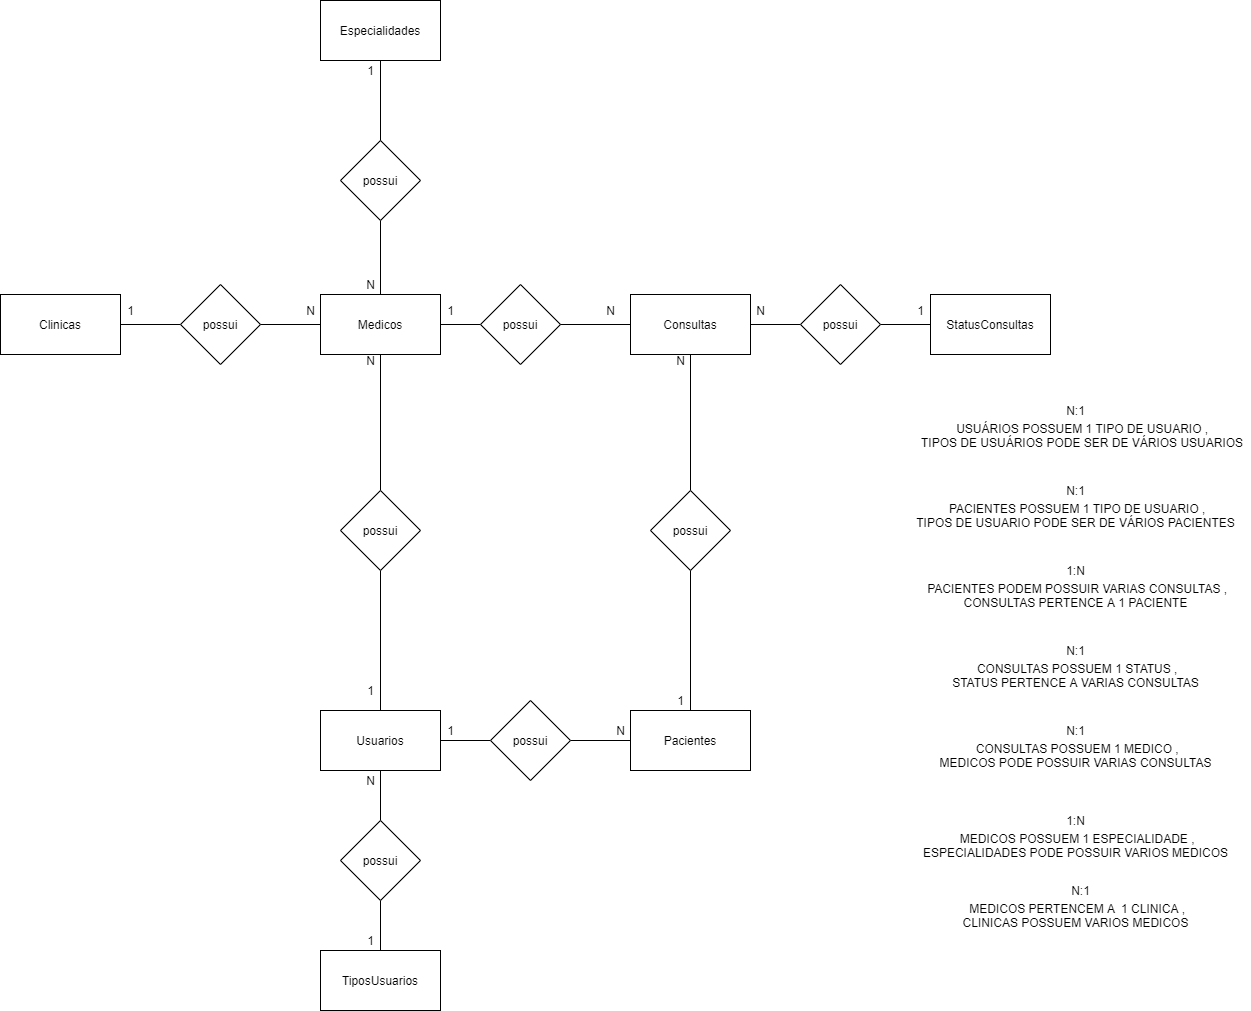 Especialidades
1
possui
N
Clinicas
1
possui
N
Medicos
1
possui
N
Consultas
N
possui
1
StatusConsultas
N
N
possui
possui
1
1
Usuarios
1
possui
N
Pacientes
N
possui
1
TiposUsuarios
N:1
USUÁRIOS POSSUEM 1 TIPO DE USUARIO ,
TIPOS DE USUÁRIOS PODE SER DE VÁRIOS USUARIOS
N:1
PACIENTES POSSUEM 1 TIPO DE USUARIO ,
TIPOS DE USUARIO PODE SER DE VÁRIOS PACIENTES
1:N
PACIENTES PODEM POSSUIR VARIAS CONSULTAS ,
CONSULTAS PERTENCE A 1 PACIENTE
N:1
CONSULTAS POSSUEM 1 STATUS ,
STATUS PERTENCE A VARIAS CONSULTAS
N:1
CONSULTAS POSSUEM 1 MEDICO ,
MEDICOS PODE POSSUIR VARIAS CONSULTAS
1:N
MEDICOS POSSUEM 1 ESPECIALIDADE ,
ESPECIALIDADES PODE POSSUIR VARIOS MEDICOS
N:1
MEDICOS PERTENCEM A  1 CLINICA ,
CLINICAS POSSUEM VARIOS MEDICOS